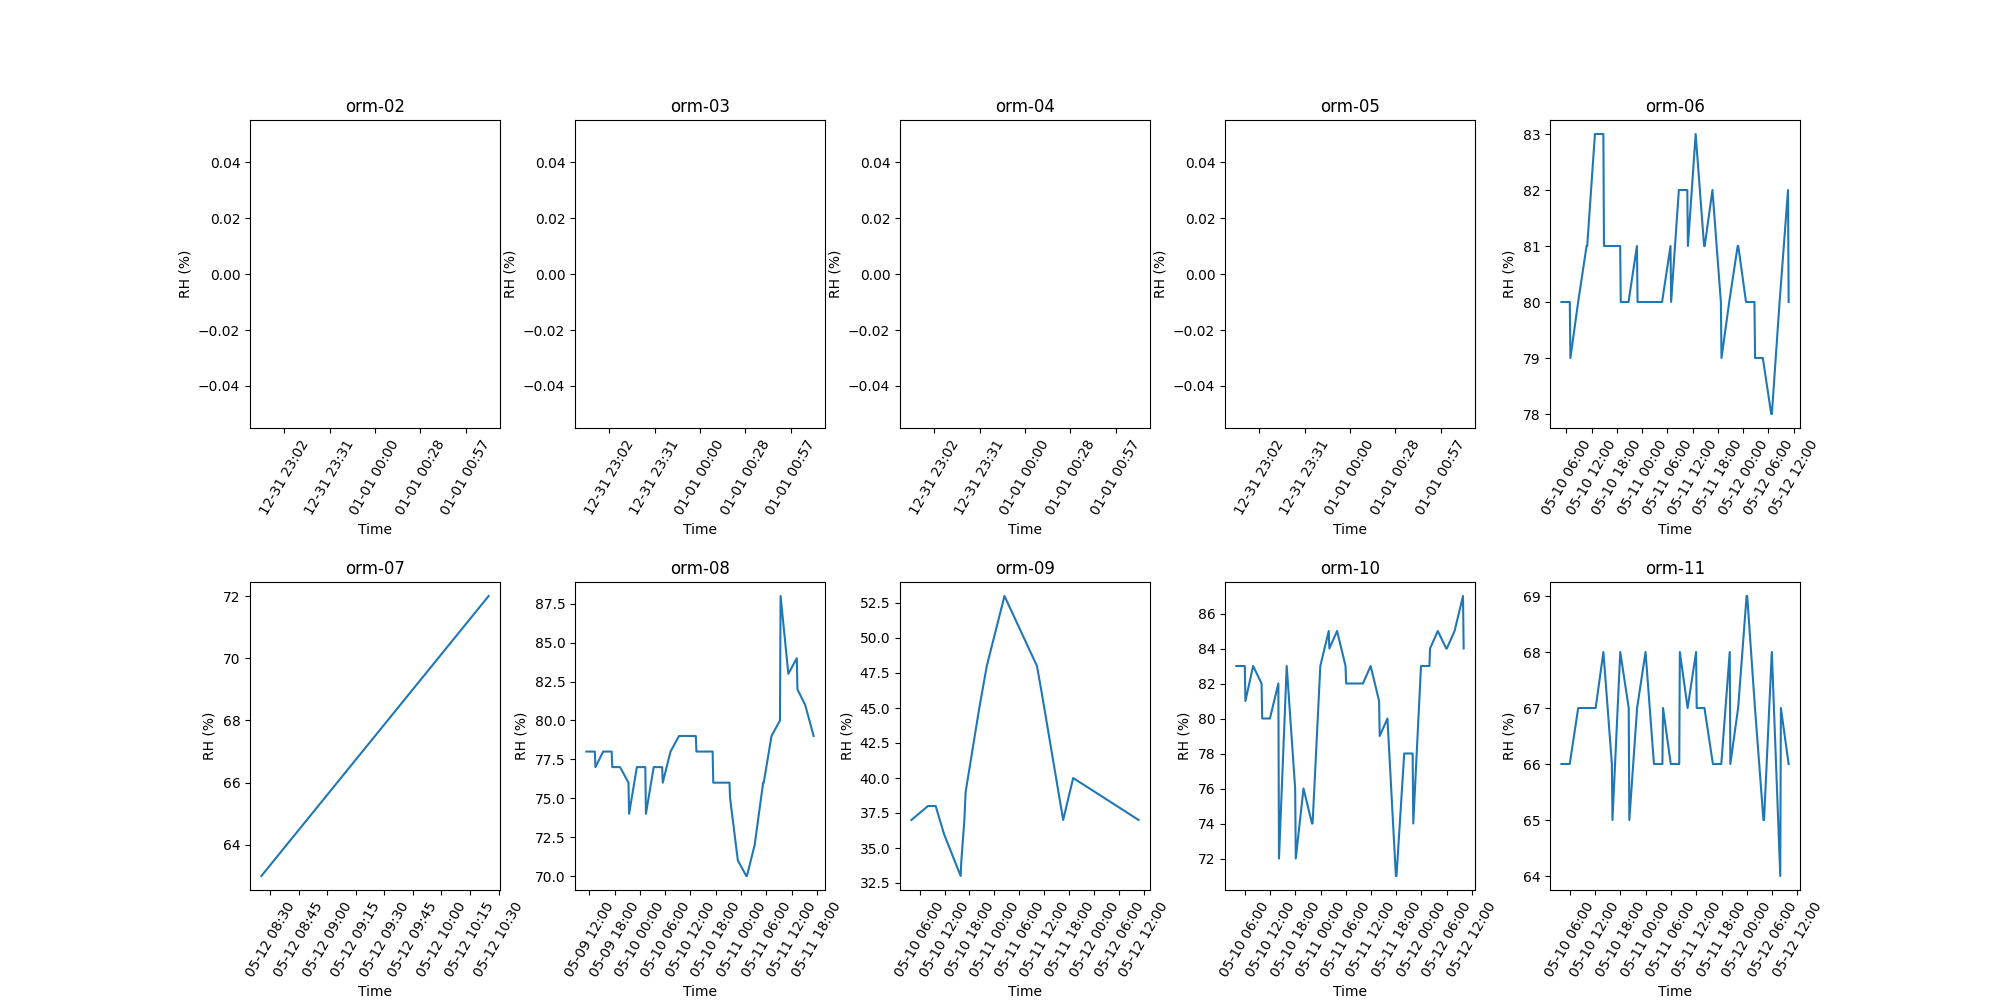 orm-02 orm-03 orm-04 orm-05 orm-06
RH (%) 0.04 0.02 0.00 −0.02 −0.04
12-31 23:02 12-31 23:31 01-01 00:00 01-01 00:28 01-01 00:57
Time
RH (%) 0.04 0.02 0.00 −0.02 −0.04
12-31 23:02 12-31 23:31 01-01 00:00 01-01 00:28 01-01 00:57
Time
RH (%) 0.04 0.02 0.00 −0.02 −0.04
12-31 23:02 12-31 23:31 01-01 00:00 01-01 00:28 01-01 00:57
Time
RH (%) 0.04 0.02 0.00 −0.02 −0.04
12-31 23:02 12-31 23:31 01-01 00:00 01-01 00:28 01-01 00:57
Time
RH (%) 83 82 81 80 79 78
05-10 06:00 05-10 12:00 05-10 18:00 05-11 00:00 05-11 06:00 05-11 12:00 05-11 18:00 05-12 00:00 05-12 06:00 05-12 12:00
Time
orm-07 orm-08 orm-09 orm-10 orm-11
RH (%) 72 70 68 66 64
05-12 08:30 05-12 08:45 05-12 09:00 05-12 09:15 05-12 09:30 05-12 09:45 05-12 10:00 05-12 10:15 05-12 10:30
Time
RH (%) 87.5 85.0 82.5 80.0 77.5 75.0 72.5 70.0
05-09 12:00 05-09 18:00 05-10 00:00 05-10 06:00 05-10 12:00 05-10 18:00 05-11 00:00 05-11 06:00 05-11 12:00 05-11 18:00
Time
RH (%) 52.5 50.0 47.5 45.0 42.5 40.0 37.5 35.0 32.5
05-10 06:00 05-10 12:00 05-10 18:00 05-11 00:00 05-11 06:00 05-11 12:00 05-11 18:00 05-12 00:00 05-12 06:00 05-12 12:00
Time
RH (%) 86 84 82 80 78 76 74 72
05-10 06:00 05-10 12:00 05-10 18:00 05-11 00:00 05-11 06:00 05-11 12:00 05-11 18:00 05-12 00:00 05-12 06:00 05-12 12:00
Time
RH (%) 69 68 67 66 65 64
05-10 06:00 05-10 12:00 05-10 18:00 05-11 00:00 05-11 06:00 05-11 12:00 05-11 18:00 05-12 00:00 05-12 06:00 05-12 12:00
Time